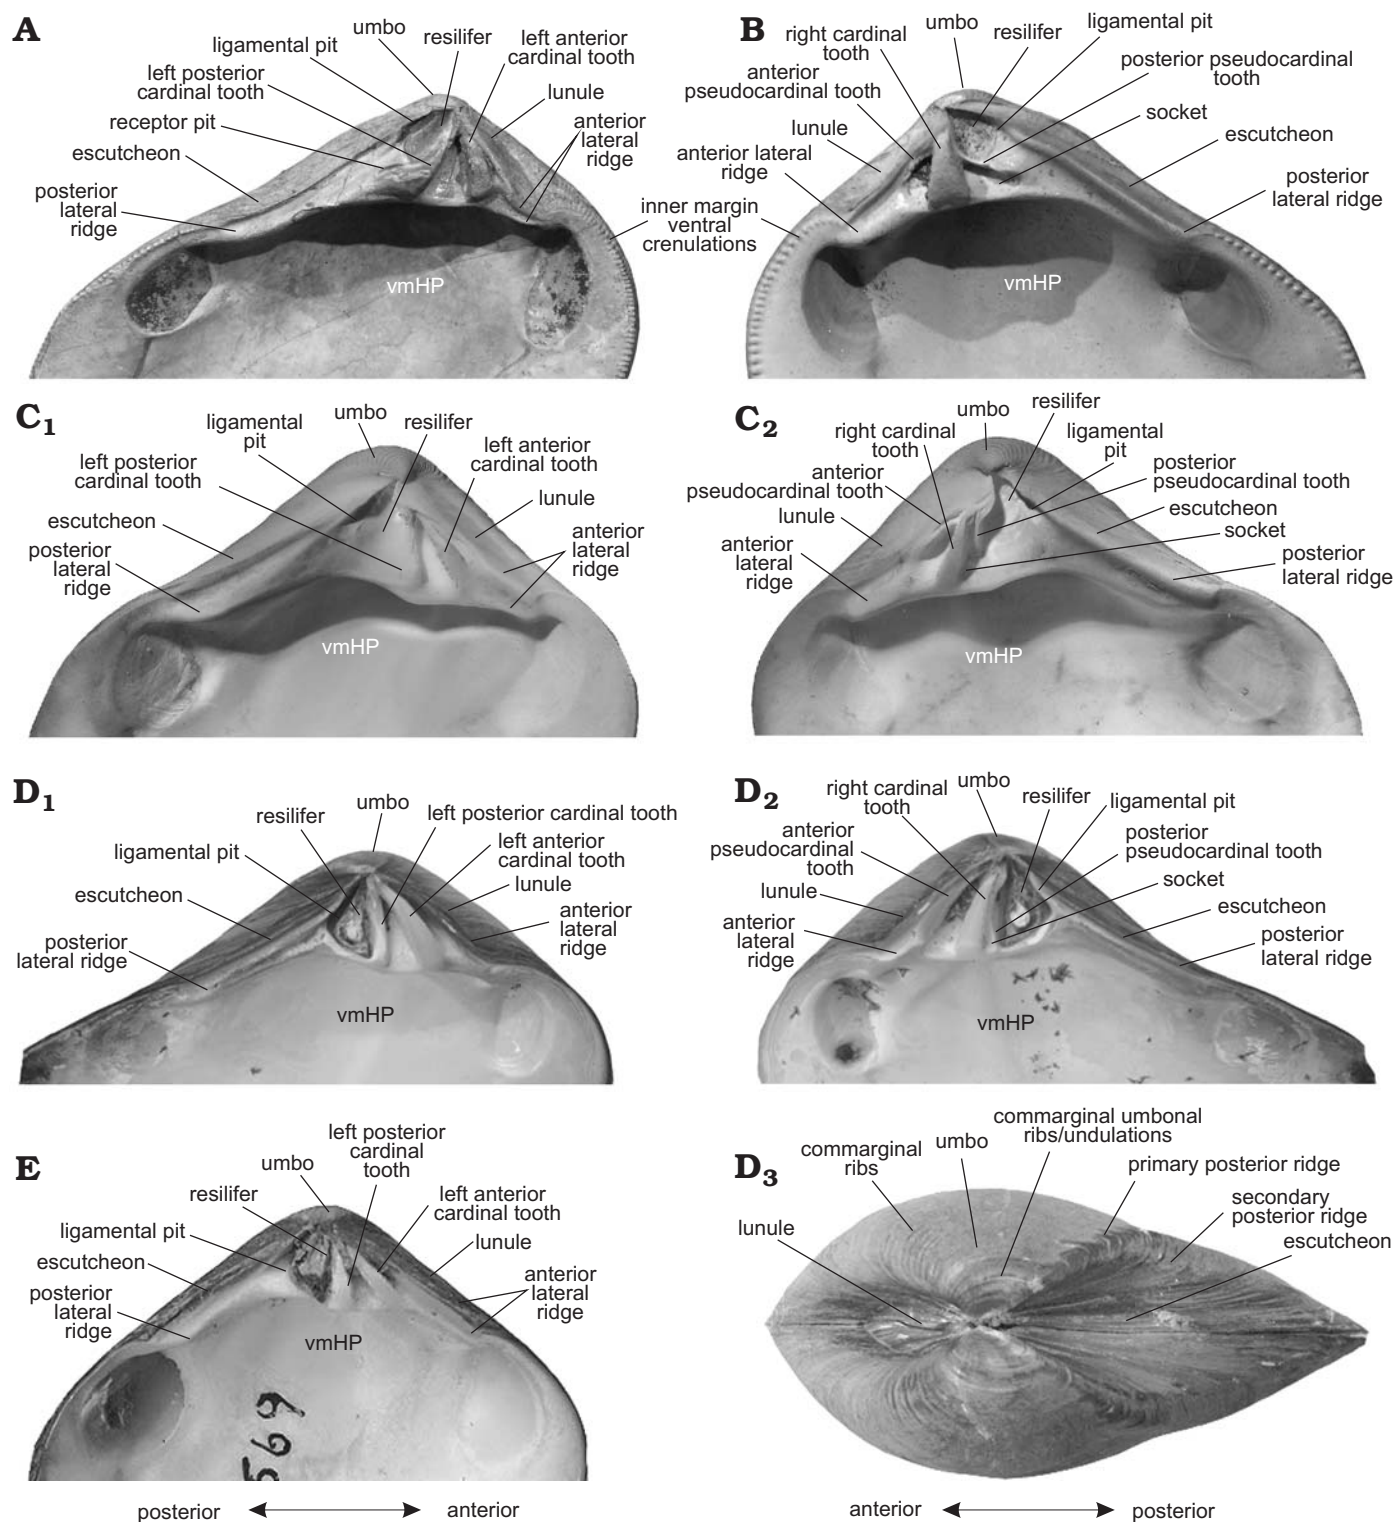 A
umbo
resilifer
ligamental pit
left anterior
cardinal tooth
left posterior
cardinal tooth
lunule
receptor pit
anterior
lateral
ridge
escutcheon
posterior
lateral
ridge
vmHP
inner margin
ventral
crenulations
B
umbo
ligamental pit
right cardinal
tooth
resilifer
anterior
pseudocardinal tooth
posterior pseudocardinal
tooth
socket
lunule
escutcheon
anterior lateral
ridge
posterior
lateral ridge
vmHP
C1
umbo
resilifer
ligamental
pit
left anterior
cardinal tooth
left posterior
cardinal tooth
lunule
escutcheon
anterior
lateral
ridge
posterior
lateral
ridge
vmHP
C2
umbo
resilifer
right cardinal
tooth
ligamental
pit
anterior
pseudocardinal tooth
posterior
pseudocardinal tooth
lunule
escutcheon
socket
anterior
lateral
ridge
posterior
lateral ridge
vmHP
D1
umbo
resilifer
left posterior cardinal tooth
ligamental pit
left anterior
cardinal tooth
escutcheon
lunule
posterior
lateral ridge
anterior
lateral
ridge
vmHP
D2
umbo
right cardinal
tooth
resilifer
ligamental pit
anterior
pseudocardinal
tooth
posterior
pseudocardinal tooth
lunule
socket
escutcheon
anterior
lateral
ridge
posterior
lateral ridge
vmHP
E
left posterior
cardinal
tooth
umbo
resilifer
left anterior
cardinal tooth
ligamental pit
lunule
escutcheon
anterior
lateral
ridge
posterior
lateral
ridge
vmHP
569
posterior
anterior
D3
commarginal umbonal
ribs/undulations
commarginal
ribs
umbo
primary posterior ridge
secondary
posterior ridge
lunule
escutcheon
anterior
posterior